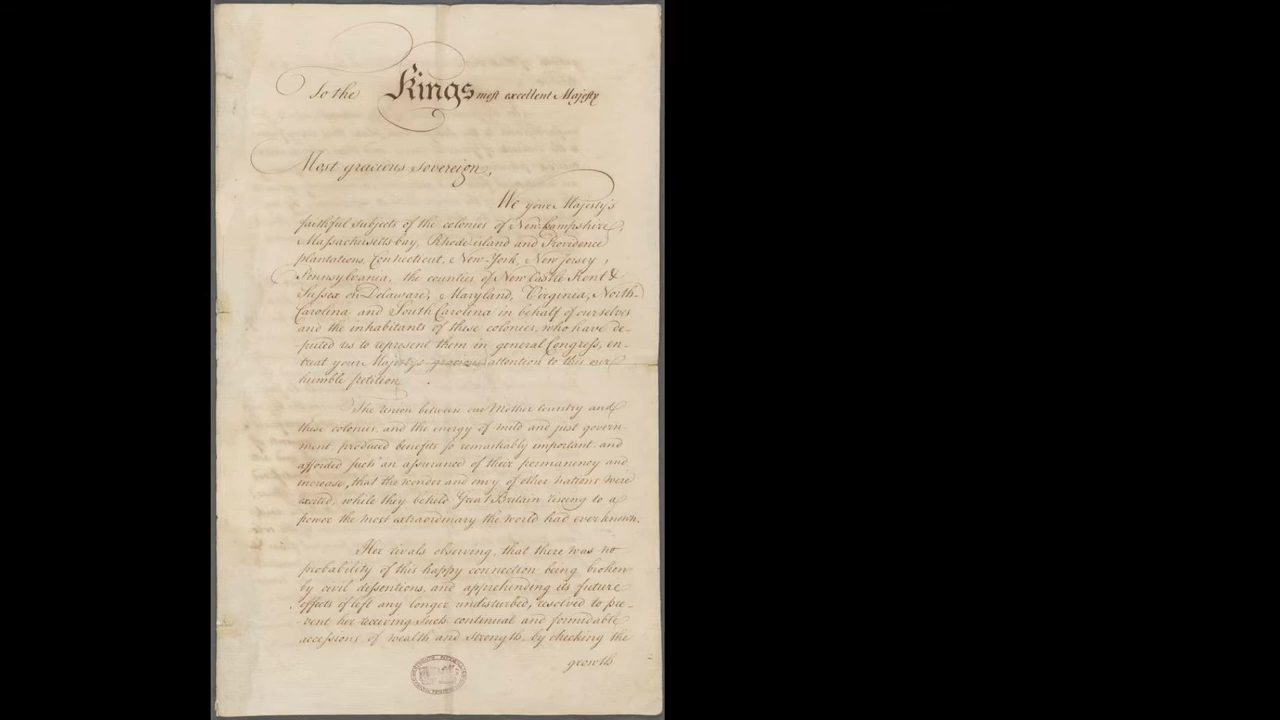 To the Kings most excellent Majesty
Most gracious sovereign,
We your Majesty's
faithful subjects of the colonies of New-hampshire,
Massachusetts-bay, Rhode island and Providence
plantations, Connecticut, New-York, New Jersey,
Pennsylvania, the counties of New Castle Kent &
Sussex on Delaware, Maryland, Virginia, North-
Carolina and South Carolina in behalf of ourselves
and the inhabitants of these colonies, who have de-
puted us to represent them in general Congress, en-
treat your Majestys gracious attention to this our
humble petition
The union between our Mother Country and
these colonies, and the energy of mild and just govern-
ment, produced benefits so remarkably important and
afforded such an assurance of their permanency and
increase, that the wonder and envy of other nations were
excited, while they beheld Great Britain riseing to a
power the most extraordinary the world had ever known.
Her rivals observing, that there was no
probability of this happy connection being broken
by civil dissentions, and apprehending its future
effects if left any longer undisturbed, resolved to pre-
-vent her receiving such continual and formidable
accessions of wealth and strength, by checking the
growth